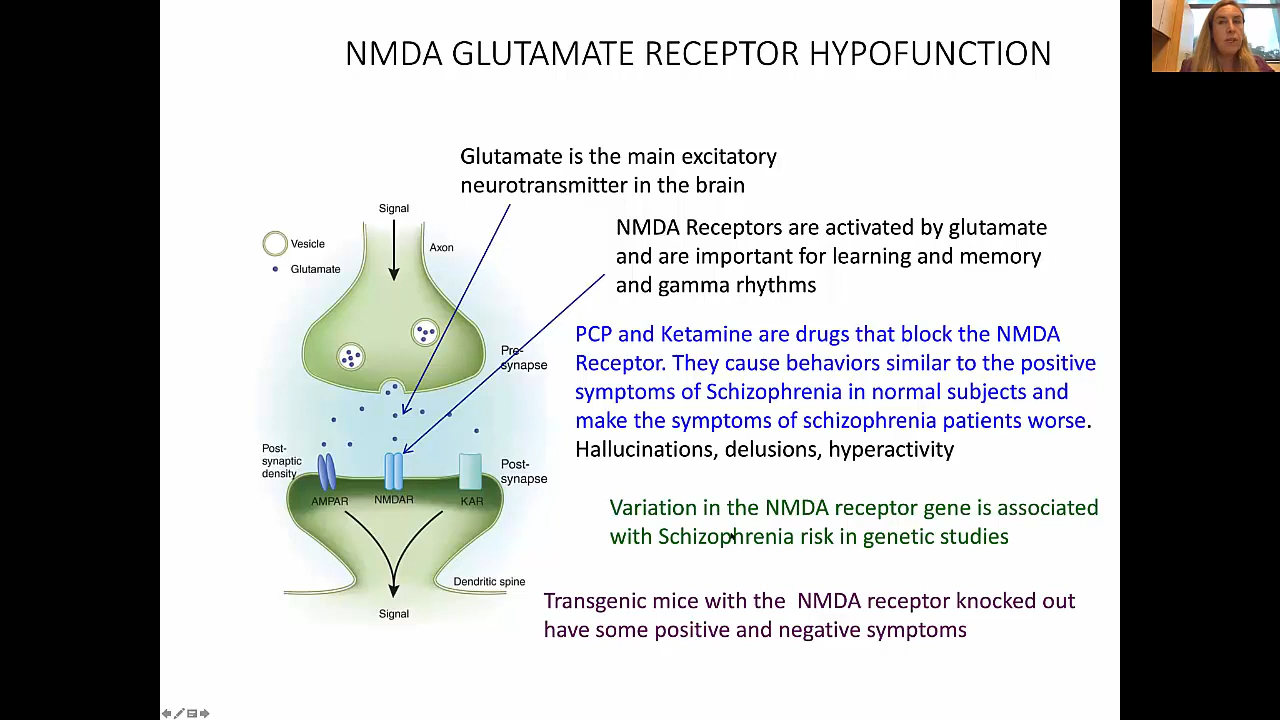 NMDA GLUTAMATE RECEPTOR HYPOFUNCTION
Glutamate is the main excitatory
neurotransmitter in the brain
NMDA Receptors are activated by glutamate
and are important for learning and memory
and gamma rhythms
PCP and Ketamine are drugs that block the NMDA
Receptor. They cause behaviors similar to the positive
symptoms of Schizophrenia in normal subjects and
make the symptoms of schizophrenia patients worse.
Hallucinations, delusions, hyperactivity
Variation in the NMDA receptor gene is associated
with Schizophrenia risk in genetic studies
Transgenic mice with the NMDA receptor knocked out
have some positive and negative symptoms
Signal
Vesicle
Glutamate
Axon
Pre-
synapse
Post-
synaptic
density
Post-
synapse
AMPAR
NMDAR
KAR
Dendritic spine
Signal